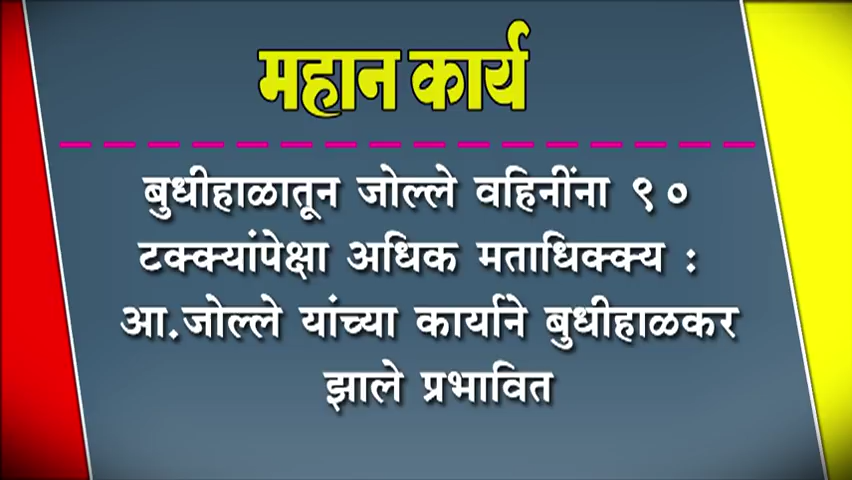 महान कार्य
बुधीहाळातून जोल्ले वहिनींना ९०
टक्क्यांपेक्षा अधिक मताधिक्क्य :
आ.जोल्ले यांच्या कार्याने बुधीहाळकर
झाले प्रभावित